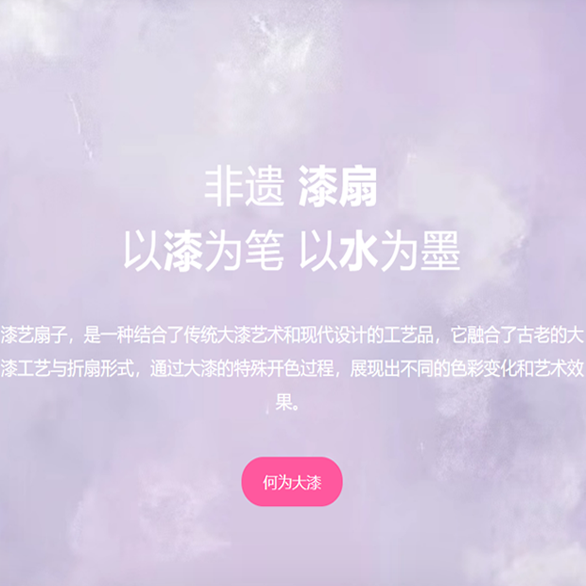 非遗 漆扇
以漆为笔 以水为墨
漆艺扇子，是一种结合了传统大漆艺术和现代设计的工艺品，它融合了古老的大
漆工艺与折扇形式，通过大漆的特殊开色过程，展现出不同的色彩变化和艺术效
果。
何为大漆